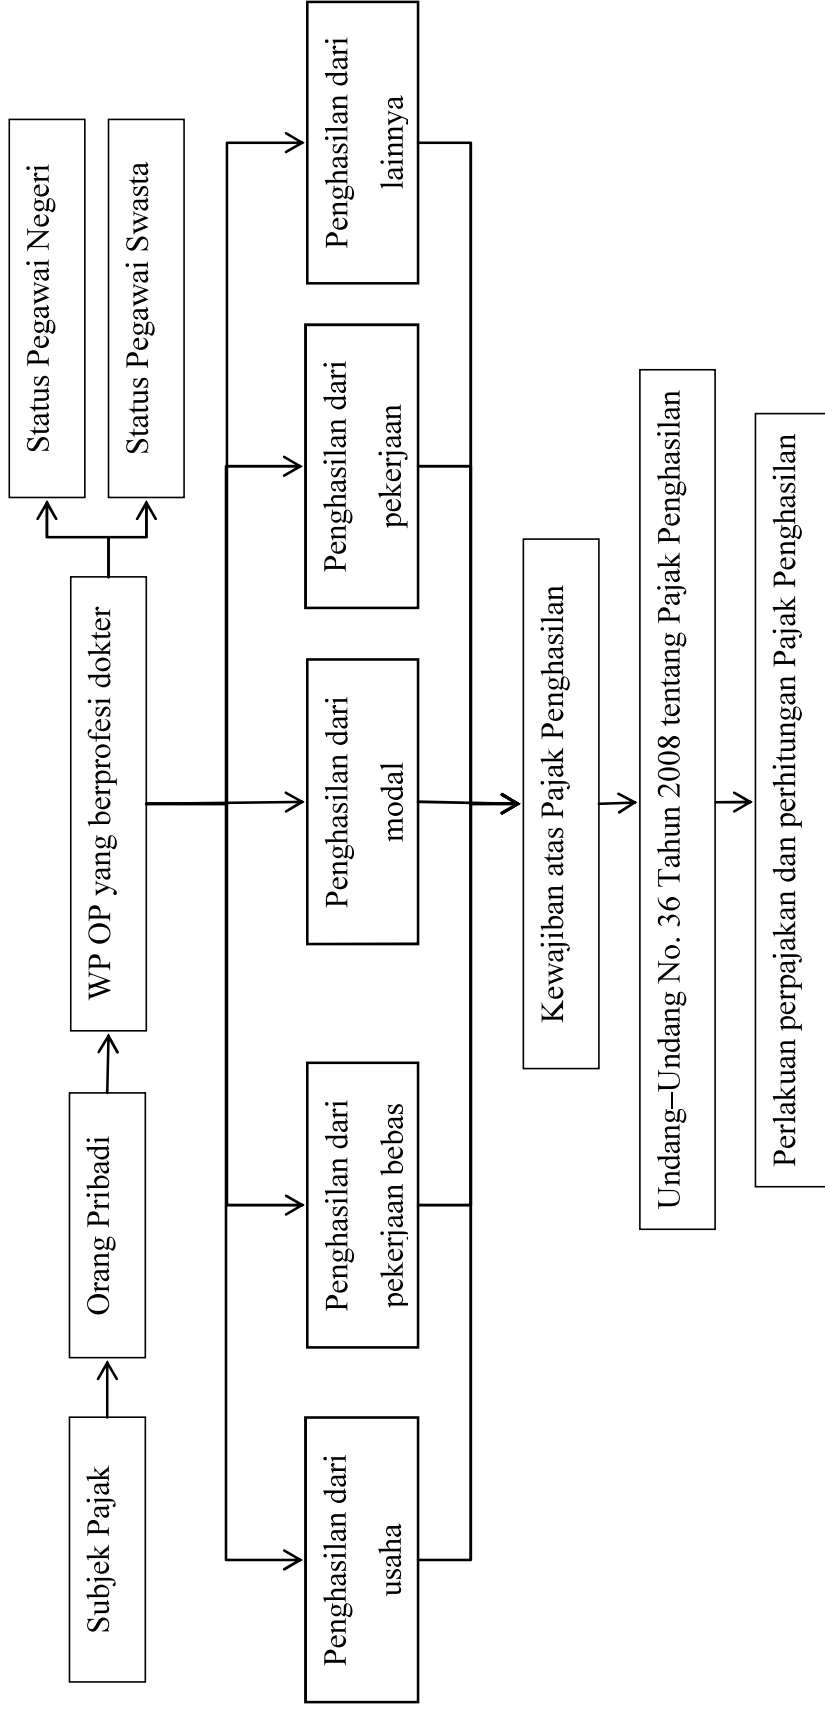 Subjek Pajak
Orang Pribadi
WP OP yang berprofesi dokter
Status Pegawai Negeri
Status Pegawai Swasta
Penghasilan dari
usaha
Penghasilan dari
pekerjaan bebas
Penghasilan dari
modal
Penghasilan dari
pekerjaan
Penghasilan dari
lainnya
Kewajiban atas Pajak Penghasilan
Undang–Undang No. 36 Tahun 2008 tentang Pajak Penghasilan
Perlakuan perpajakan dan perhitungan Pajak Penghasilan